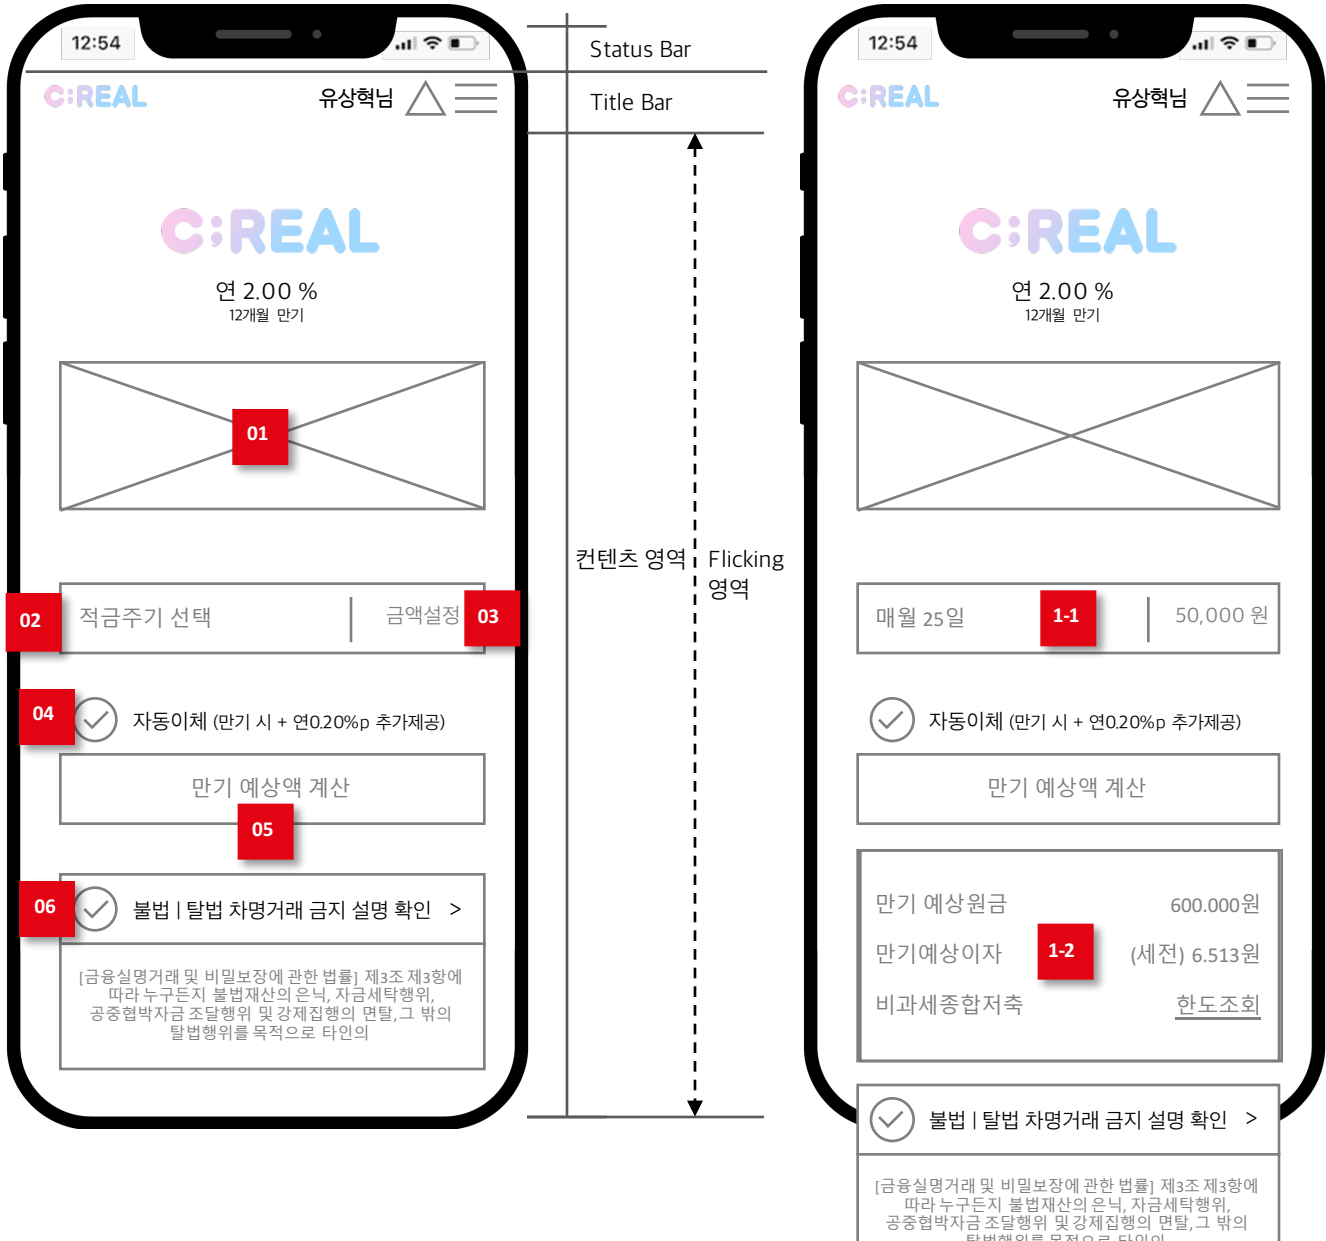 12:54
C;REAL
유상혁님
C;REAL
연 2.00 %
12개월 만기
01
02
적금주기 선택
금액설정
03
04
자동이체 (만기 시 + 연0.20%p 추가제공)
만기 예상액 계산
05
06
불법 | 탈법 차명거래 금지 설명 확인 >
[금융실명거래 및 비밀보장에 관한 법률] 제3조 제3항에
따라 누구든지 불법재산의 은닉, 자금세탁행위,
공중협박자금 조달행위 및 강제집행의 면탈, 그 밖의
탈법행위를 목적으로 타인의
Status Bar
Title Bar
컨텐츠 영역
Flicking
영역
12:54
C;REAL
유상혁님
C;REAL
연 2.00 %
12개월 만기
매월 25일
1-1
50,000 원
자동이체 (만기 시 + 연0.20%p 추가제공)
만기 예상액 계산
만기 예상원금
600.000원
만기예상이자
1-2
(세전) 6.513원
비과세종합저축
한도조회
불법 | 탈법 차명거래 금지 설명 확인 >
[금융실명거래 및 비밀보장에 관한 법률] 제3조 제3항에
따라 누구든지 불법재산의 은닉, 자금세탁행위,
공중협박자금 조달행위 및 강제집행의 면탈, 그 밖의
탈법행위를 목적으로 타인의